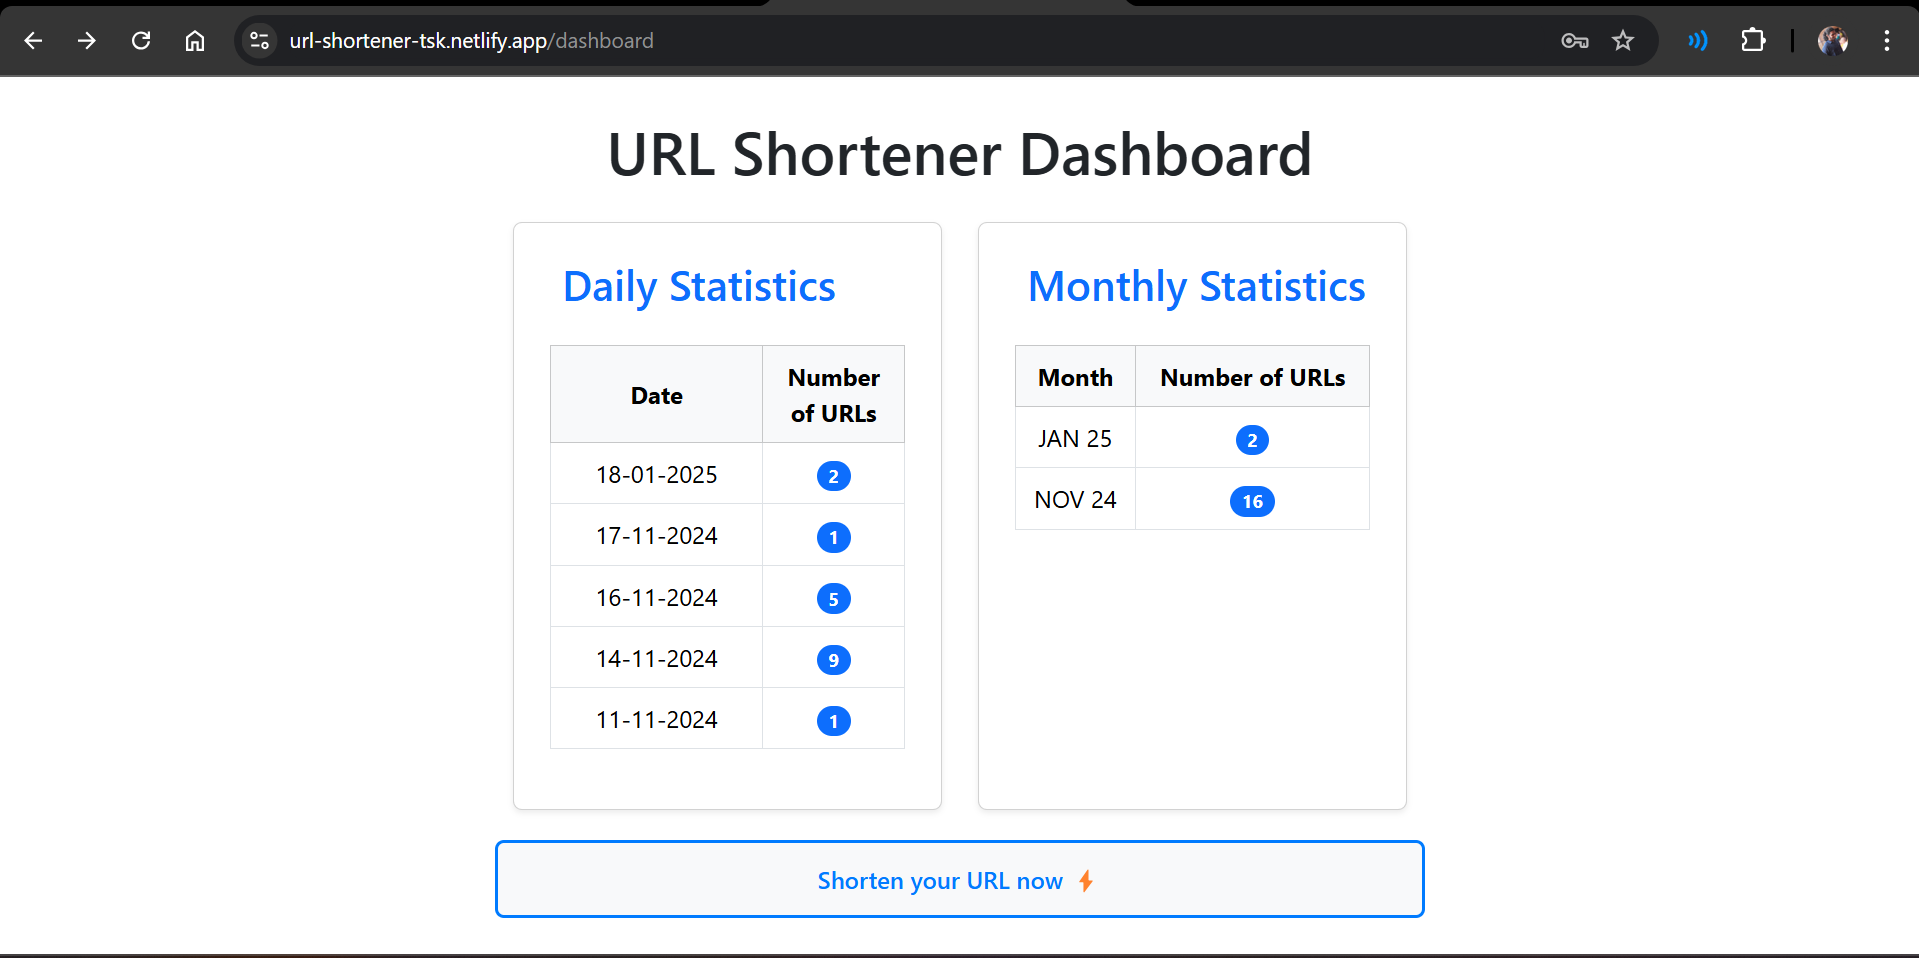 url-shortener-tsk.netlify.app/dashboard
URL Shortener Dashboard
Daily Statistics
Date
Number
of URLs
18-01-2025 2
17-11-2024 1
16-11-2024 5
14-11-2024 9
11-11-2024 1
Monthly Statistics
Month Number of URLs
JAN 25 2
NOV 24 16
Shorten your URL now